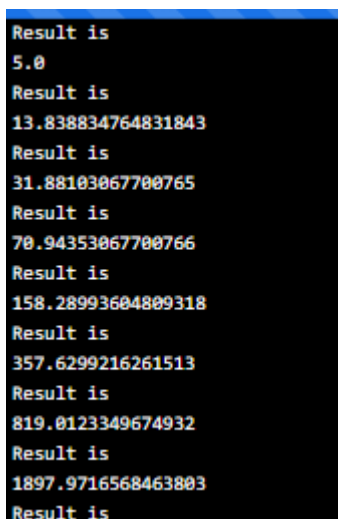 Result is
5.0
Result is
13.838834764831843
Result is
31.88103067700765
Result is
70.94353067700766
Result is
158.28993604809318
Result is
357.6299216261513
Result is
819.0123349674932
Result is
1897.9716568463803
Result is